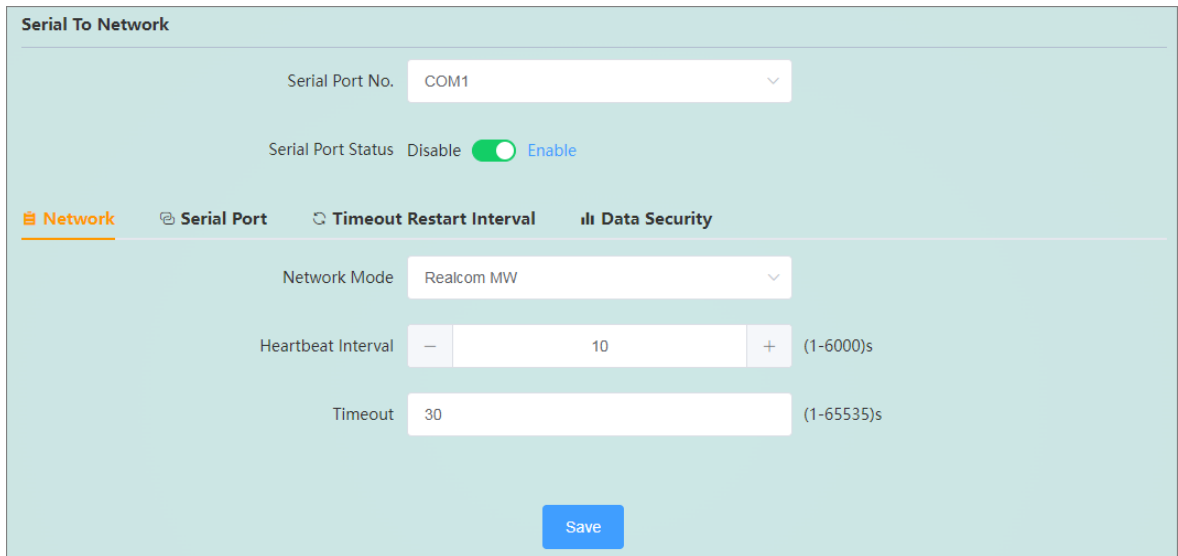 Serial To Network
Serial Port No. COM1
Serial Port Status Disable Enable
Network Serial Port Timeout Restart Interval Data Security
Network Mode Realcom MW
Heartbeat Interval − 10 + (1-6000)s
Timeout 30 (1-65535)s
Save